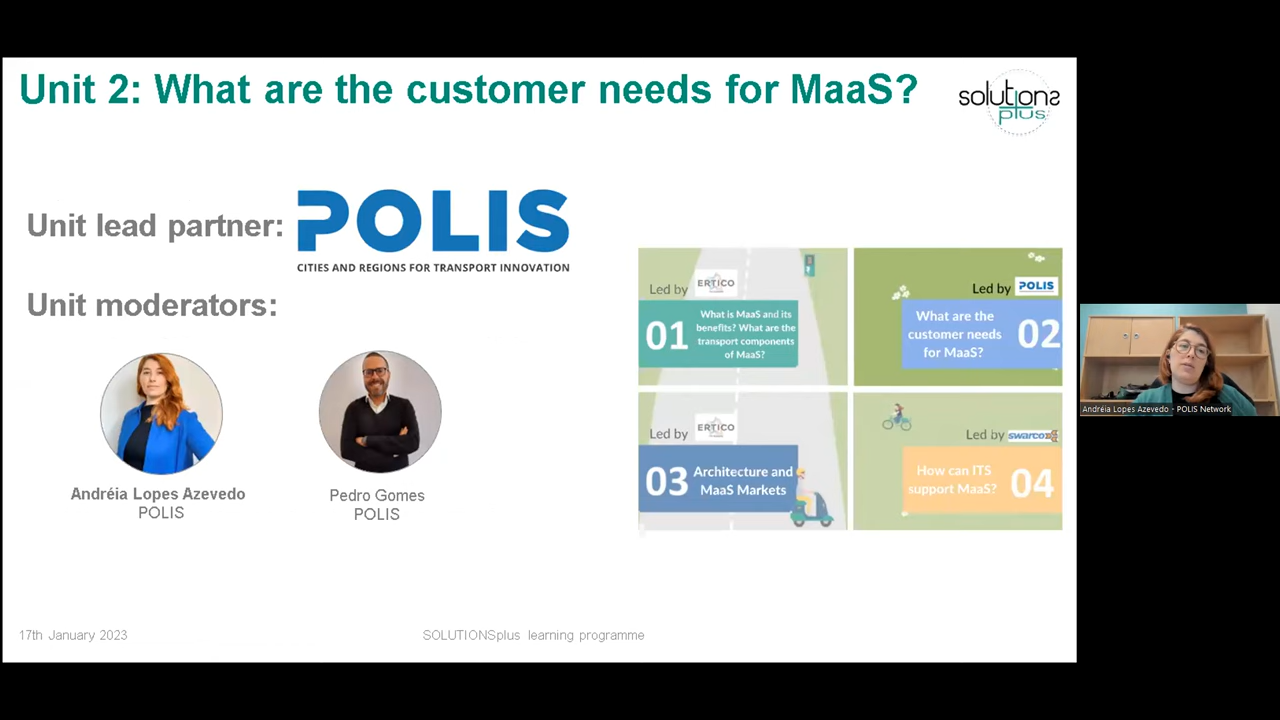 Unit 2: What are the customer needs for MaaS?
solutions
plus
Unit lead partner:
POLIS
CITIES AND REGIONS FOR TRANSPORT INNOVATION
Unit moderators:
Andréia Lopes Azevedo
POLIS
Pedro Gomes
POLIS
Led by ERTICO
01
What is MaaS and its
benefits? What are the
transport components
of MaaS?
Led by POLIS
What are the
customer needs
for MaaS?
02
Led by ERTICO
03
Architecture and
MaaS Markets
Led by SWARCO
How can ITS
support MaaS?
04
17th January 2023
SOLUTIONSplus learning programme
Andréia Lopes Azevedo - POLIS Network